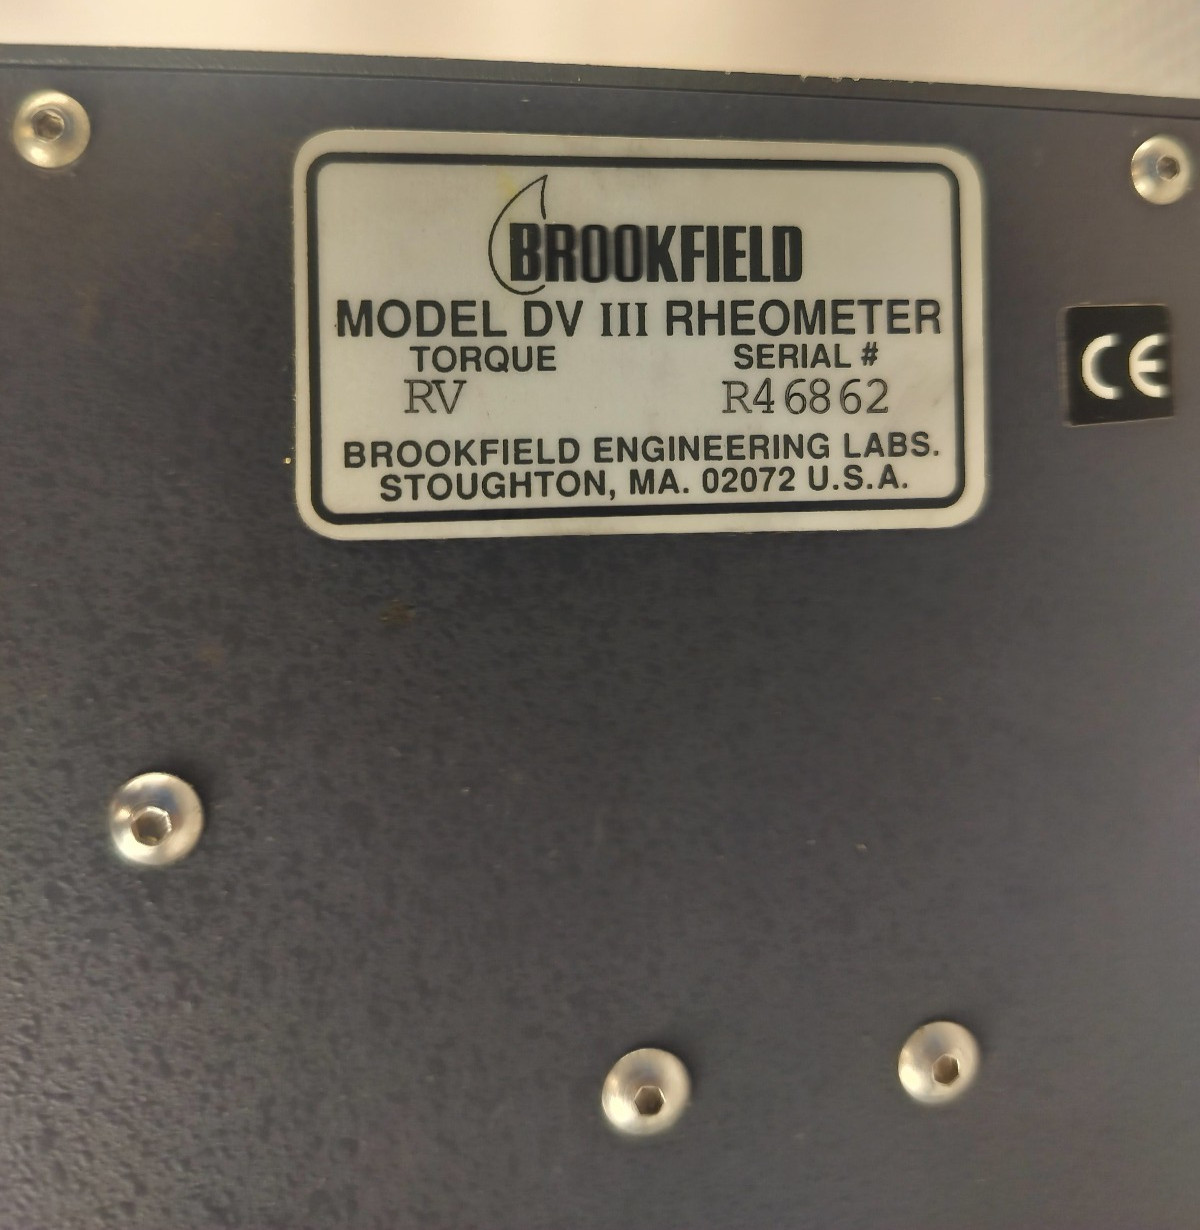 BROOKFIELD
MODEL DV III RHEOMETER
TORQUE SERIAL #
RV R46862
BROOKFIELD ENGINEERING LABS.
STOUGHTON, MA. 02072 U.S.A.
CE